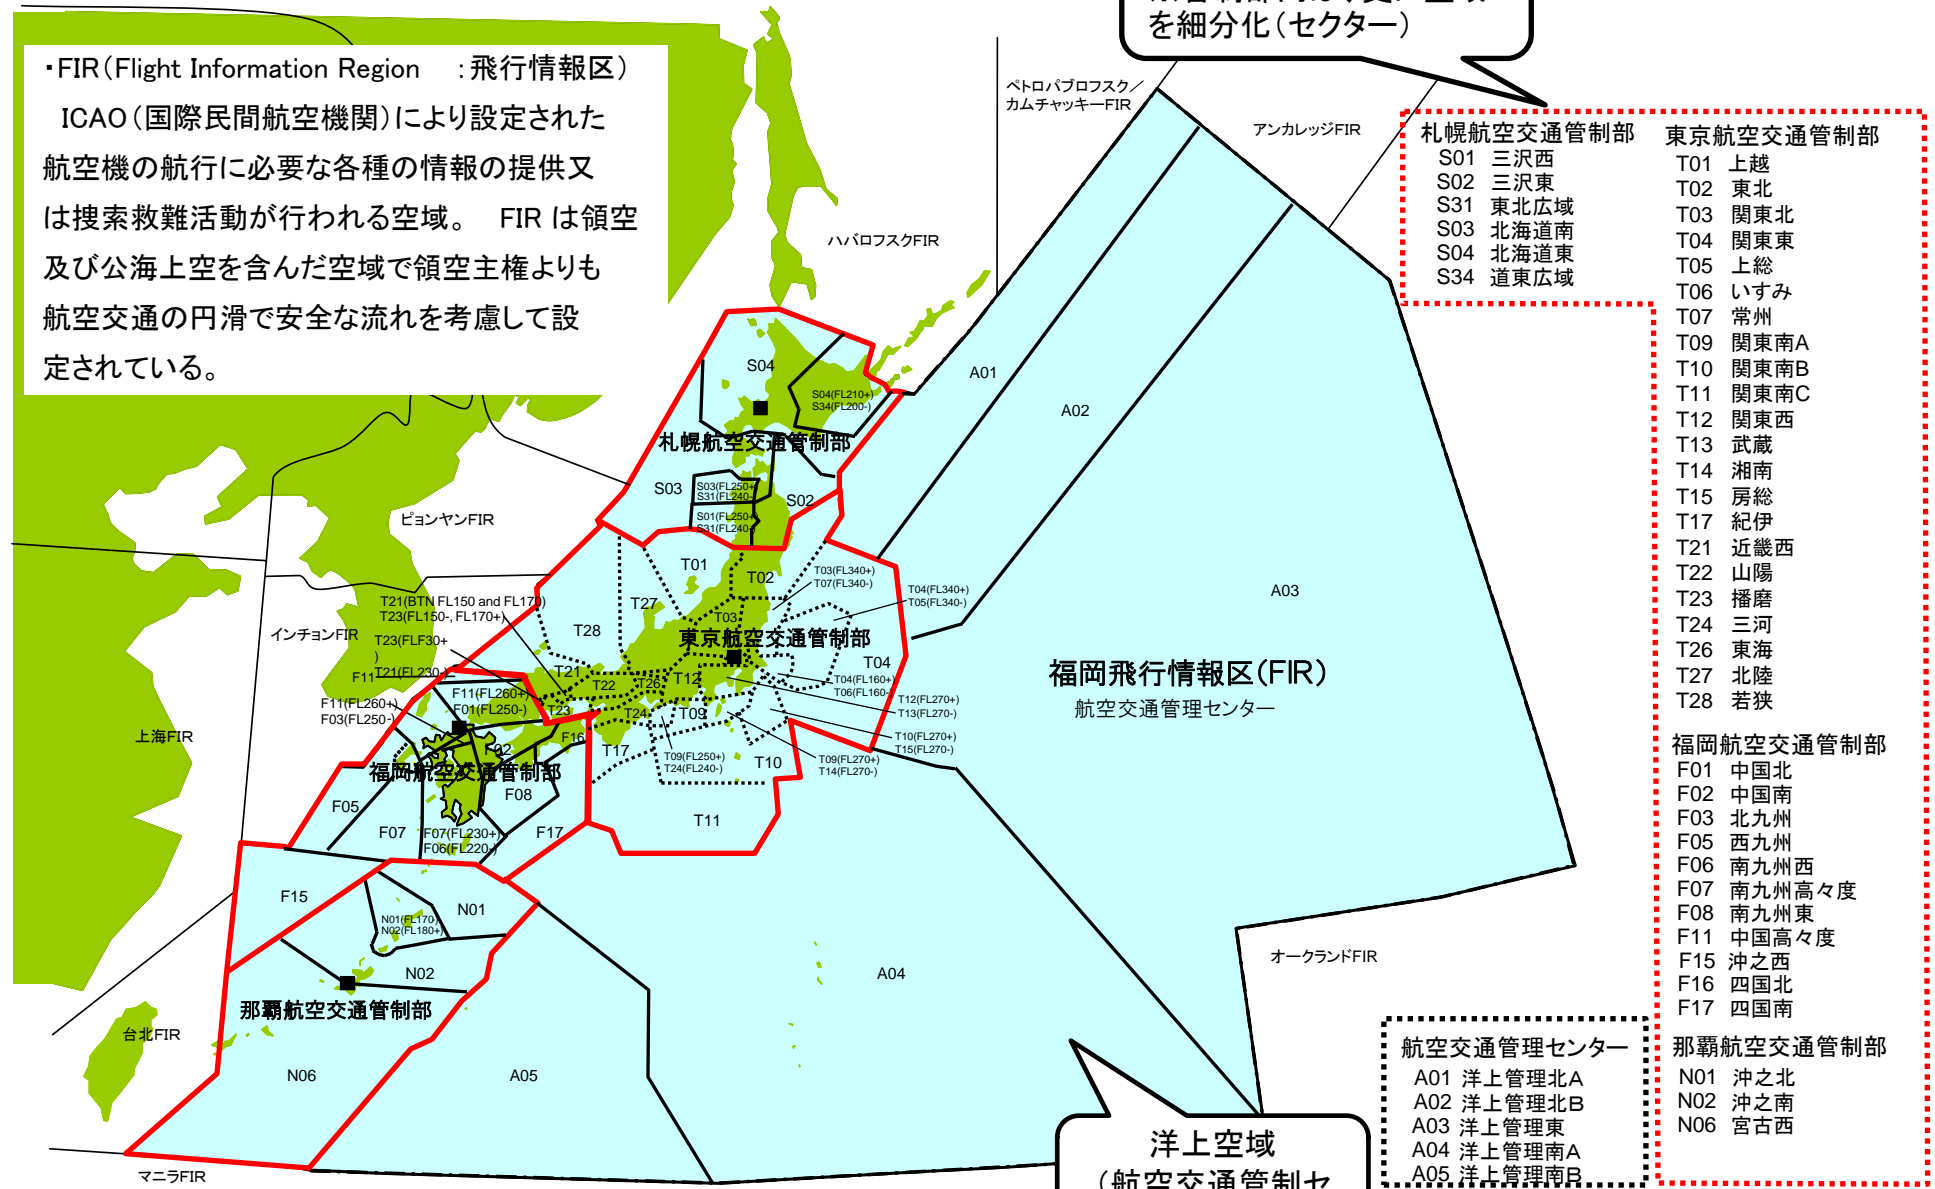 を細分化(セクター)
・FIR(Flight Information Region :飛行情報区)
ICAO(国際民間航空機関)により設定された
航空機の航行に必要な各種の情報の提供又
は捜索救難活動が行われる空域。 FIR は領空
及び公海上空を含んだ空域で領空主権よりも
航空交通の円滑で安全な流れを考慮して設
定されている。
ペトロパブロフスク/
カムチャッキーFIR
アンカレッジFIR
ハバロフスクFIR
ピョンヤンFIR
インチョンFIR
上海FIR
台北FIR
マニラFIR
オークランドFIR
A01
A02
A03
A04
A05
福岡飛行情報区(FIR)
航空交通管理センター
S04
S04(FL210+)
S34(FL200-)
札幌航空交通管制部
S03
S03(FL250+
S31(FL240-
S01(FL250+
S31(FL240-
S02
T01
T02
T03(FL340+)
T07(FL340-)
T04(FL340+)
T05(FL340-)
T21(BTN FL150 and FL170)
T23(FL150-, FL170+)
T27
T28
T03
東京航空交通管制部
T23(FLF30+
)
T21(FL230-)
F11
T21
T22
T26
T12
T04
T04(FL160+)
T06(FL160-)
F11(FL260+)
F01(FL250-)
F11(FL260+)
F03(FL250-)
T23
T24
T09
T12(FL270+)
T13(FL270-)
T10(FL270+)
T15(FL270-)
F02
F16
T17
T09(FL250+)
T24(FL240-)
T10
T09(FL270+)
T14(FL270-)
福岡航空交通管制部
F05
F08
F07
F07(FL230+)
F06(FL220-)
F17
T11
F15
N01
N01(FL170-)
N02(FL180+)
N02
那覇航空交通管制部
N06
札幌航空交通管制部
S01 三沢西
S02 三沢東
S31 東北広域
S03 北海道南
S04 北海道東
S34 道東広域
東京航空交通管制部
T01 上越
T02 東北
T03 関東北
T04 関東東
T05 上総
T06 いすみ
T07 常州
T09 関東南A
T10 関東南B
T11 関東南C
T12 関東西
T13 武蔵
T14 湘南
T15 房総
T17 紀伊
T21 近畿西
T22 山陽
T23 播磨
T24 三河
T26 東海
T27 北陸
T28 若狭
福岡航空交通管制部
F01 中国北
F02 中国南
F03 北九州
F05 西九州
F06 南九州西
F07 南九州高々度
F08 南九州東
F11 中国高々度
F15 沖之西
F16 四国北
F17 四国南
那覇航空交通管制部
N01 沖之北
N02 沖之南
N06 宮古西
航空交通管理センター
A01 洋上管理北A
A02 洋上管理北B
A03 洋上管理東
A04 洋上管理南A
A05 洋上管理南B
洋上空域
(航空交通管制セ